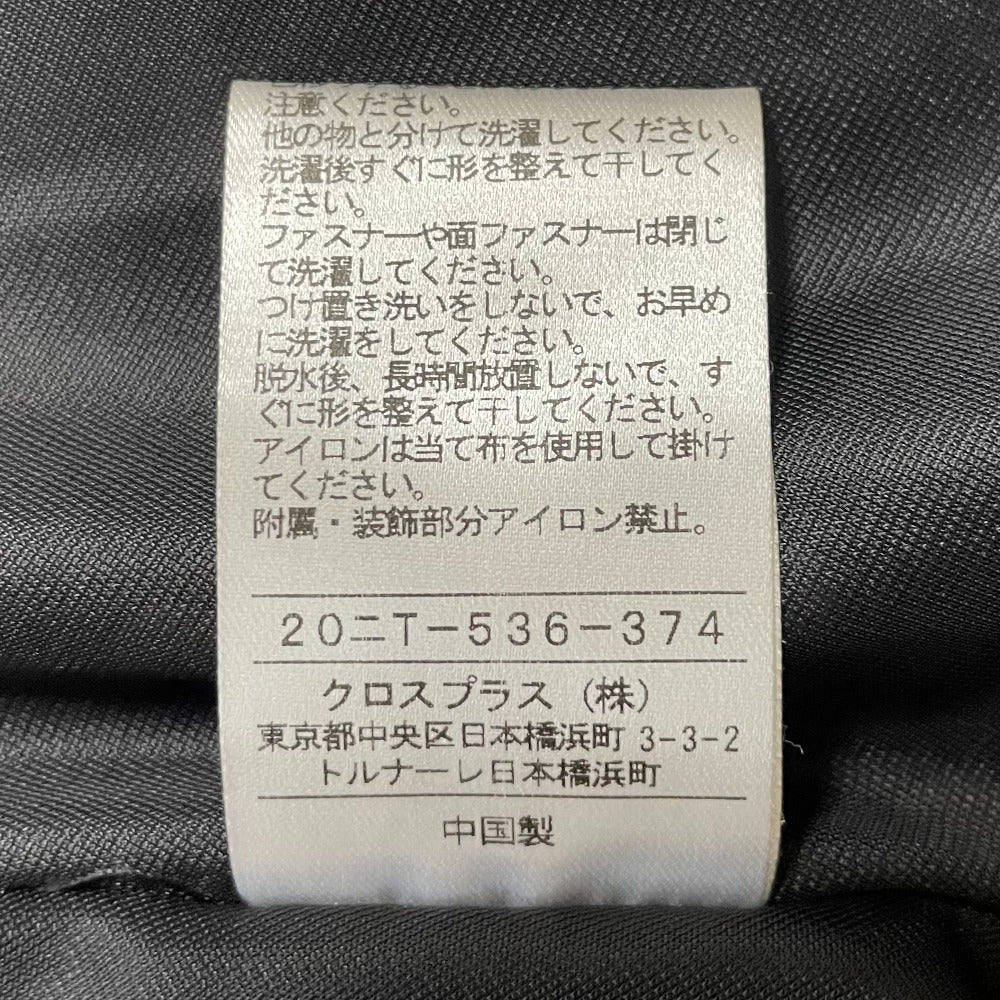 注意ください。
他の物と分けて洗濯してください。
洗濯後すぐに形を整えて干してく
ださい。
ファスナーや面ファスナーは閉じ
て洗濯してください。
つけ置き洗いをしないで、お早め
に洗濯をしてください。
脱水後、長時間放置しないで、す
ぐに形を整えて干してください。
アイロンは当て布を使用して掛け
てください。
附属・装飾部分アイロン禁止。
20ニT-536-374
クロスプラス（株）
東京都中央区日本橋浜町 3-3-2
トルナーレ日本橋浜町
中国製